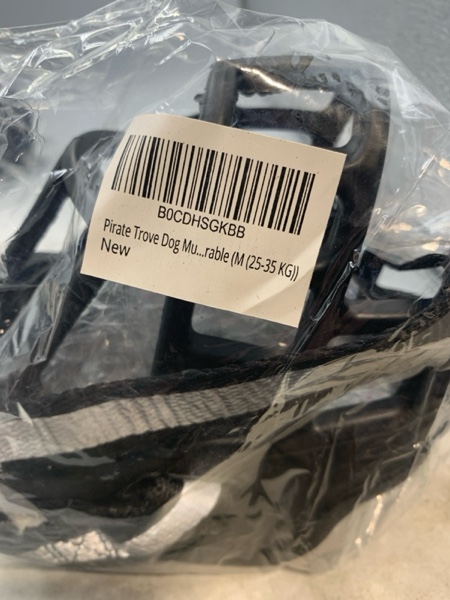 B0CDHSGKBB
Pirate Trove Dog Mu...rable (M (25-35 KG))
New